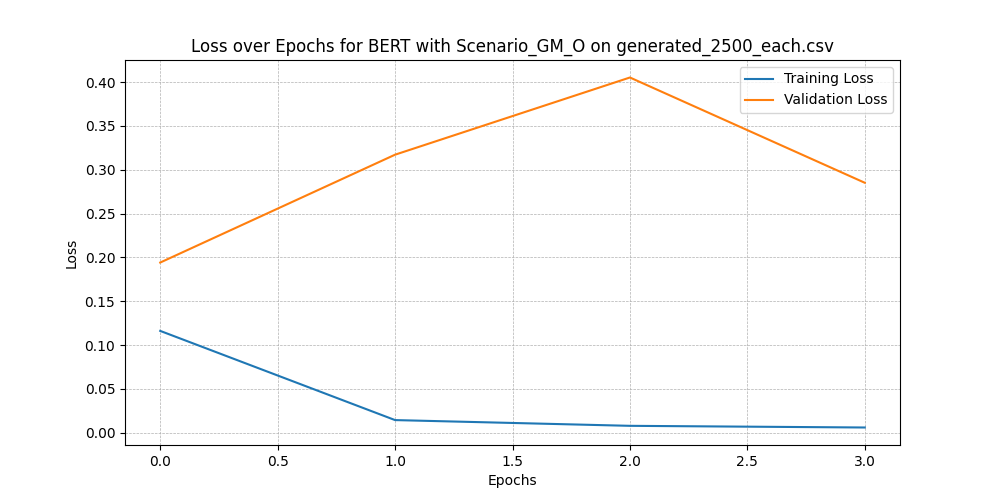 Loss over Epochs for BERT with Scenario_GM_O on generated_2500_each.csv
Training Loss
Validation Loss
Loss
0.40
0.35
0.30
0.25
0.20
0.15
0.10
0.05
0.00
0.0 0.5 1.0 1.5 2.0 2.5 3.0
Epochs